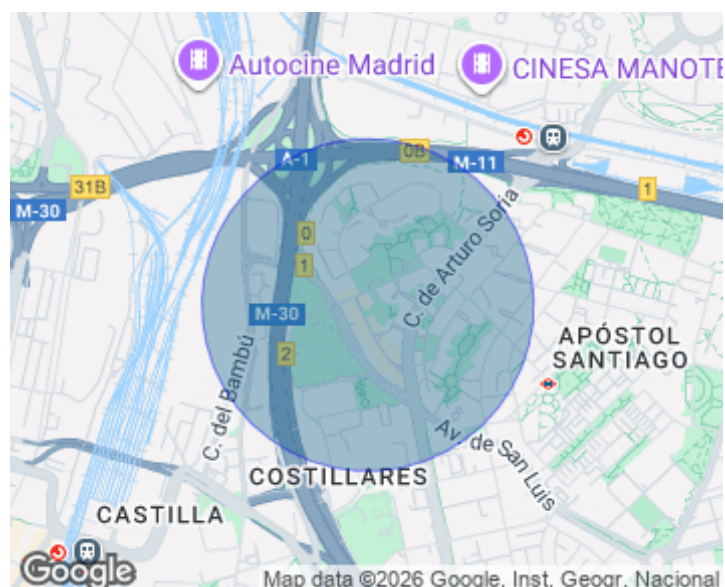 Autocine Madrid
CINESA MANOTE
A-1
0B
M-11
31B
1
M-30
C. de Arturo Soria
0
1
M-30
2
C. del Bambú
APÓSTOL
SANTIAGO
Av. de San Luis
COSTILLARES
CASTILLA
Google
Map data ©2026 Google, Inst. Geogr. Nacional